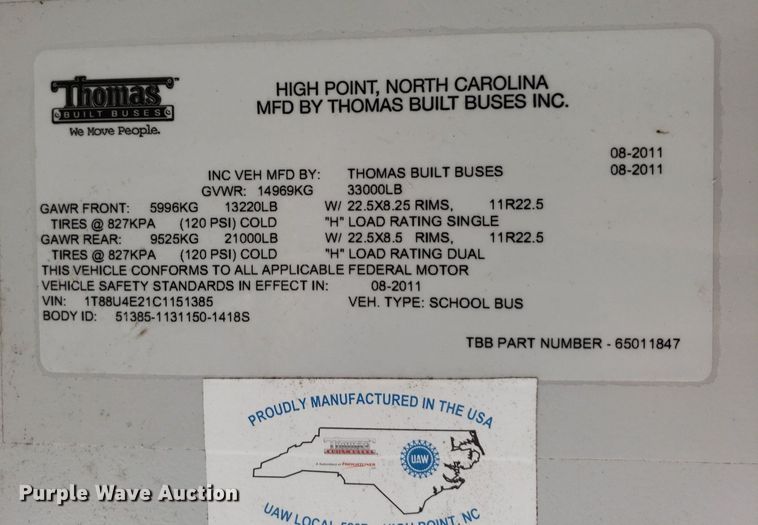 Thomas
BUILT BUSES
We Move People.
HIGH POINT, NORTH CAROLINA
MFD BY THOMAS BUILT BUSES INC.
08-2011
INC VEH MFD BY: THOMAS BUILT BUSES 08-2011
GVWR: 14969KG 33000LB
GAWR FRONT: 5996KG 13220LB W/ 22.5X8.25 RIMS, 11R22.5
TIRES @ 827KPA (120 PSI) COLD "H" LOAD RATING SINGLE
GAWR REAR: 9525KG 21000LB W/ 22.5X8.5 RIMS, 11R22.5
TIRES @ 827KPA (120 PSI) COLD "H" LOAD RATING DUAL
THIS VEHICLE CONFORMS TO ALL APPLICABLE FEDERAL MOTOR
VEHICLE SAFETY STANDARDS IN EFFECT IN: 08-2011
VIN: 1T88U4E21C1151385 VEH. TYPE: SCHOOL BUS
BODY ID: 51385-1131150-1418S
TBB PART NUMBER - 65011847
PROUDLY MANUFACTURED IN THE USA
Thomas
UAW
UAW LOCAL POINT, NC
Purple Wave Auction